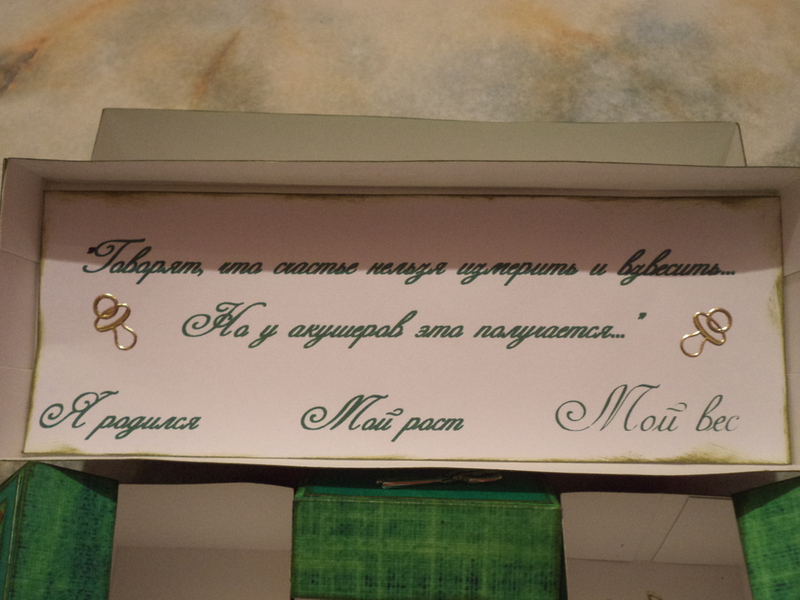 "Говорят, что счастье нельзя измерить и взвесить...
Но у акушеров это получается..."
Я родился Мой рост Мой вес